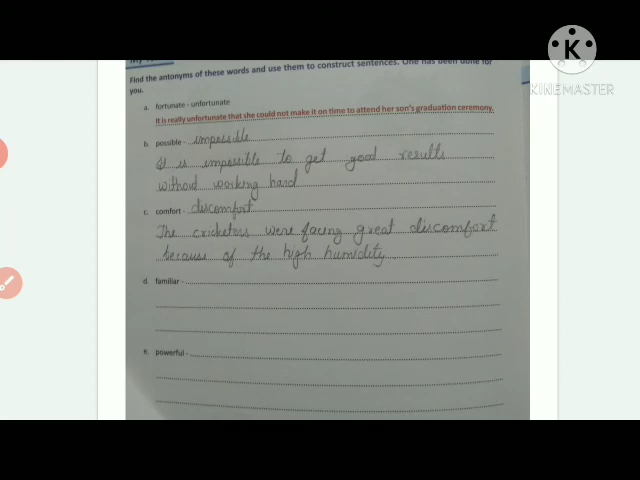 Find the antonyms of these words and use them to construct sentences. One has been done for
you.
a. fortunate - unfortunate
It is really unfortunate that she could not make it on time to attend her son's graduation ceremony.
b. possible - impossible
It is impossible to get good results
without working hard
c. comfort - discomfort
The cricketers were facing great discomfort
because of the high humidity
d. familiar -
e. powerful -
K
KINEMASTER